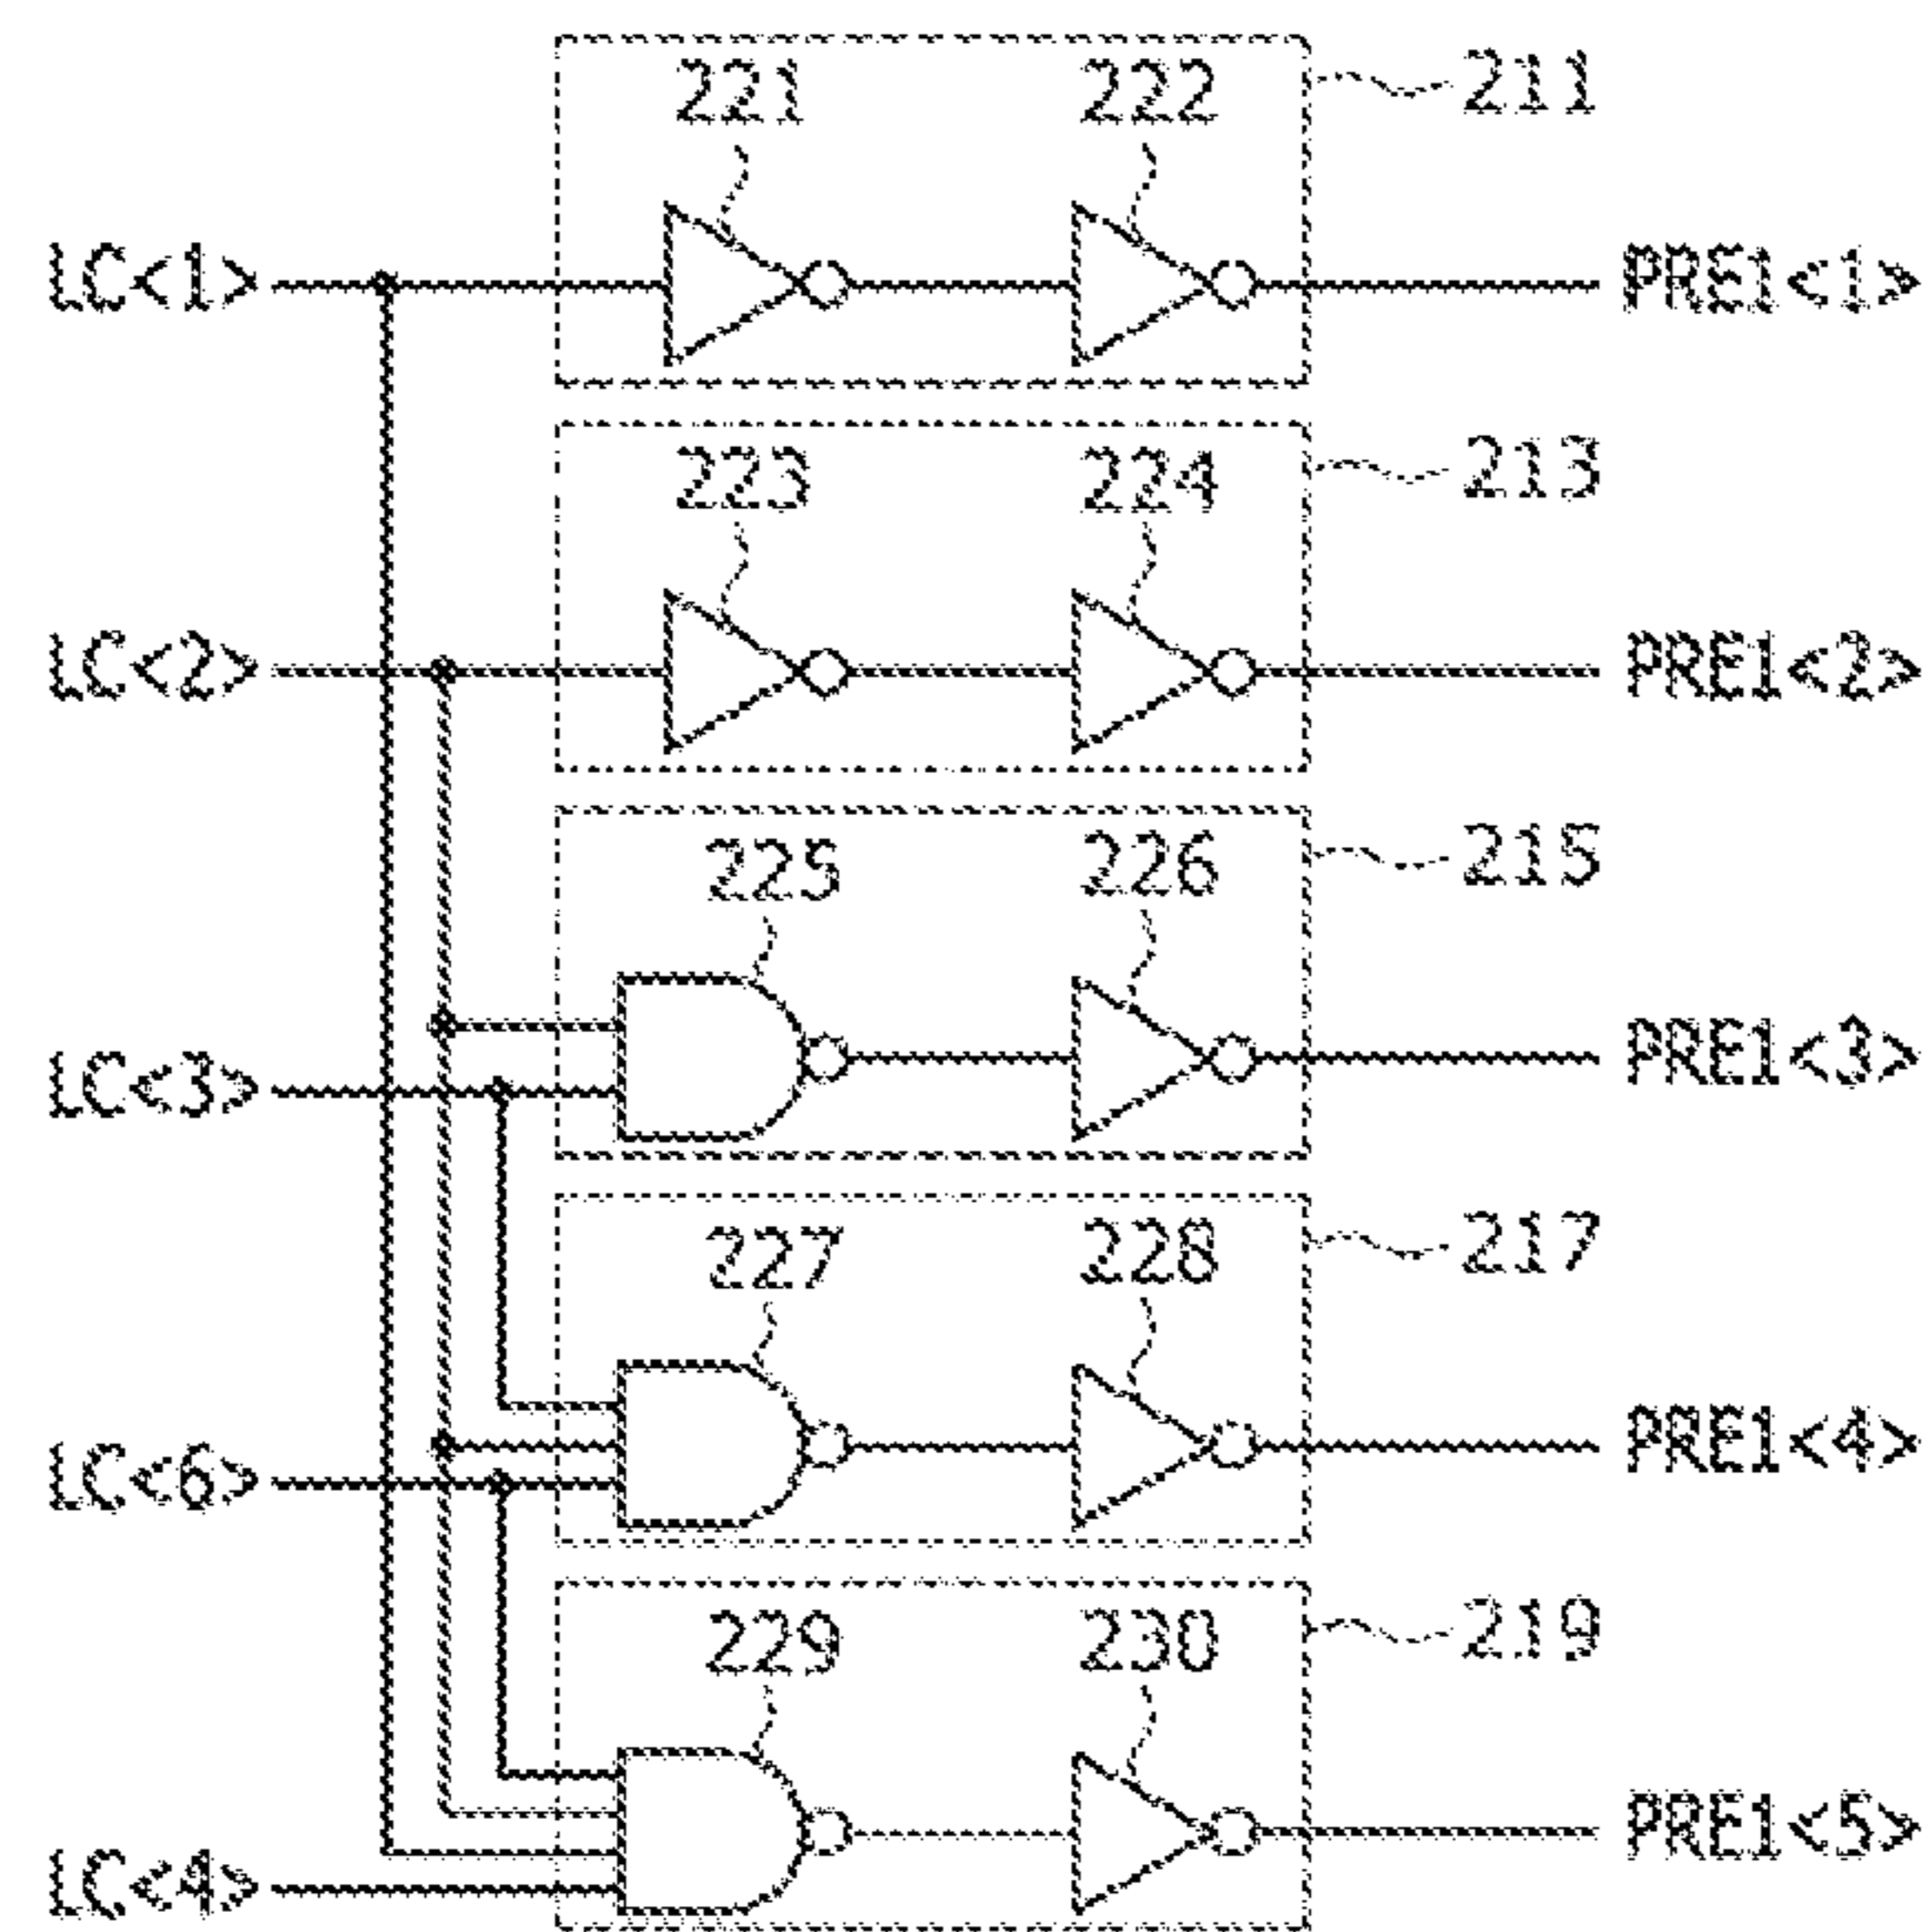 221 222 211
LC<1> PRE1<1>
223 224 213
LC<2> PRE1<2>
225 226 215
LC<3> PRE1<3>
227 228 217
LC<6> PRE1<4>
229 230 219
LC<4> PRE1<5>